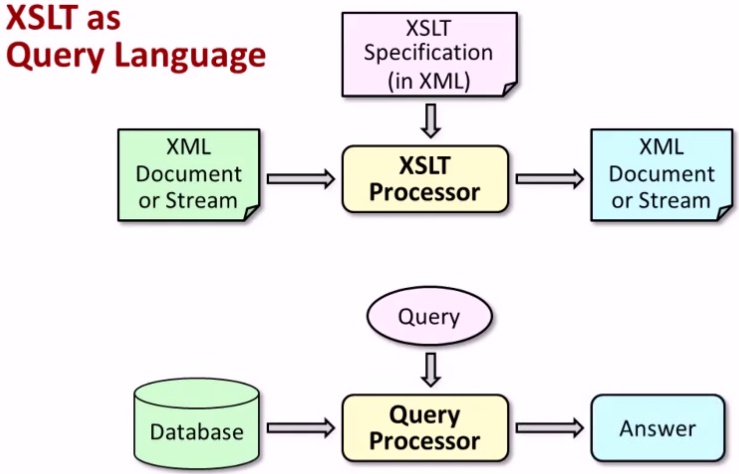 XSLT as
Query Language
XSLT
Specification
(in XML)
XML
Document
or Stream
XSLT
Processor
XML
Document
or Stream
Query
Database
Query
Processor
Answer